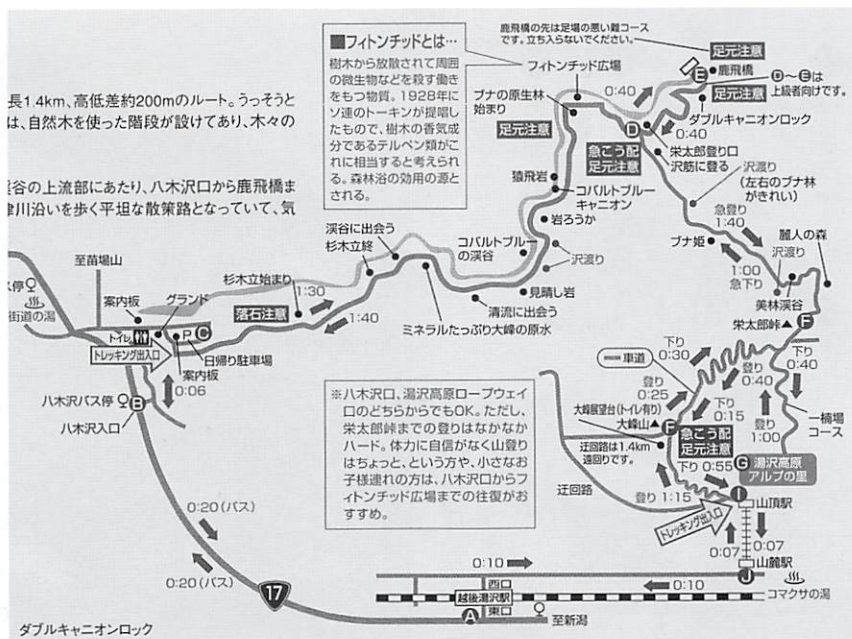 長1.4km、高低差約200mのルート。うっそうと
は、自然木を使った階段が設けてあり、木々の
渓谷の上流部にあたり、八木沢口から鹿飛橋ま
津川沿いを歩く平坦な散策路となっていて、気
■フィトンチッドとは…
樹木から放散されて周囲
の微生物などを殺す働き
をもつ物質。1928年に
ソ連のトーキンが提唱し
たもので、樹木の香気成
分であるテルペン類がこ
れに相当すると考えられ
る。森林浴の効用の源と
される。
鹿飛橋の先は足場の悪い難コース
です。立ち入らないでください。
足元注意
フィトンチッド広場
0:40
E
鹿飛橋
足元注意
D〜Eは
上級者向けです。
ダブルキャニオンロック
0:40
ブナの原生林
始まり
足元注意
D
急こう配
足元注意
栄太郎登り口
沢筋に登る
沢渡り
(左右のブナ林
がきれい)
猿飛岩
コバルトブルー
キャニオン
岩ろうか
沢渡り
コバルトブルー
の渓谷
見晴し岩
清流に出会う
ミネラルたっぷり大峰の原水
渓谷に出会う
杉木立終
杉木立始まり
1:30
1:40
落石注意
急登り
1:40
ブナ姫
1:00
急下り
麗人の森
沢渡り
美林渓谷
栄太郎峠▲
F
至苗場山
ス停
街道の湯
案内板
グランド
トイレ
P
C
トレッキング出入口
案内板
日帰り駐車場
0:06
八木沢バス停
B
八木沢入口
0:20(バス)
0:20(バス)
17
※八木沢口、湯沢高原ロープウェイ
口のどちらからでもOK。ただし、
栄太郎峠までの登りはなかなか
ハード。体力に自信がなく山登り
はちょっと、という方や、小さなお
子様連れの方は、八木沢口から
フィトンチッド広場までの往復がお
すすめ。
車道
下り
0:30
登り
0:25
登り
0:40
下り
0:15
下り
0:40
登り
1:00
一楠場
コース
大峰展望台(トイレ有り)
大峰山▲
F
急こう配
足元注意
迂回路は1.4km
遠回りです。
迂回路
下り 0:55
登り 1:15
G
湯沢高原
アルプの里
トレッキング出入口
I
山頂駅
0:07
0:07
山麓駅
J
コマクサの湯
0:10
0:10
西口
越後湯沢駅
東口
A
至新潟
ダブルキャニオンロック